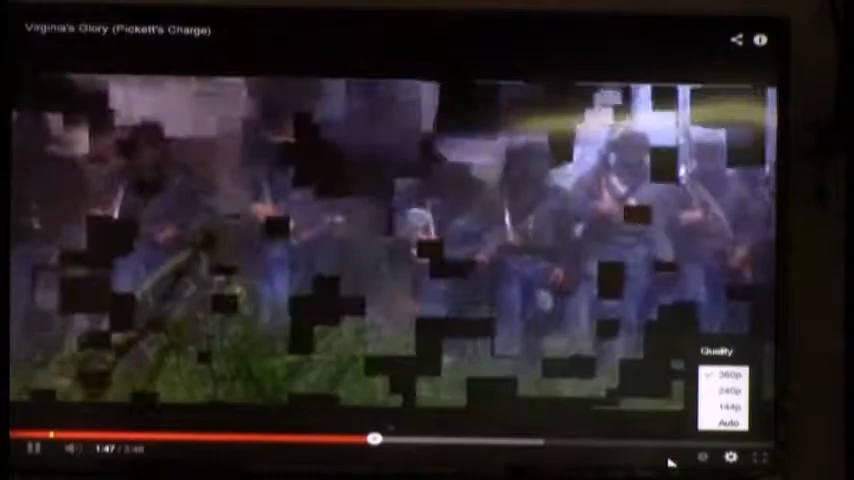 Virginia's Glory (Pickett's Charge)
Quality
360p
240p
144p
Auto
1:47 / 3:46